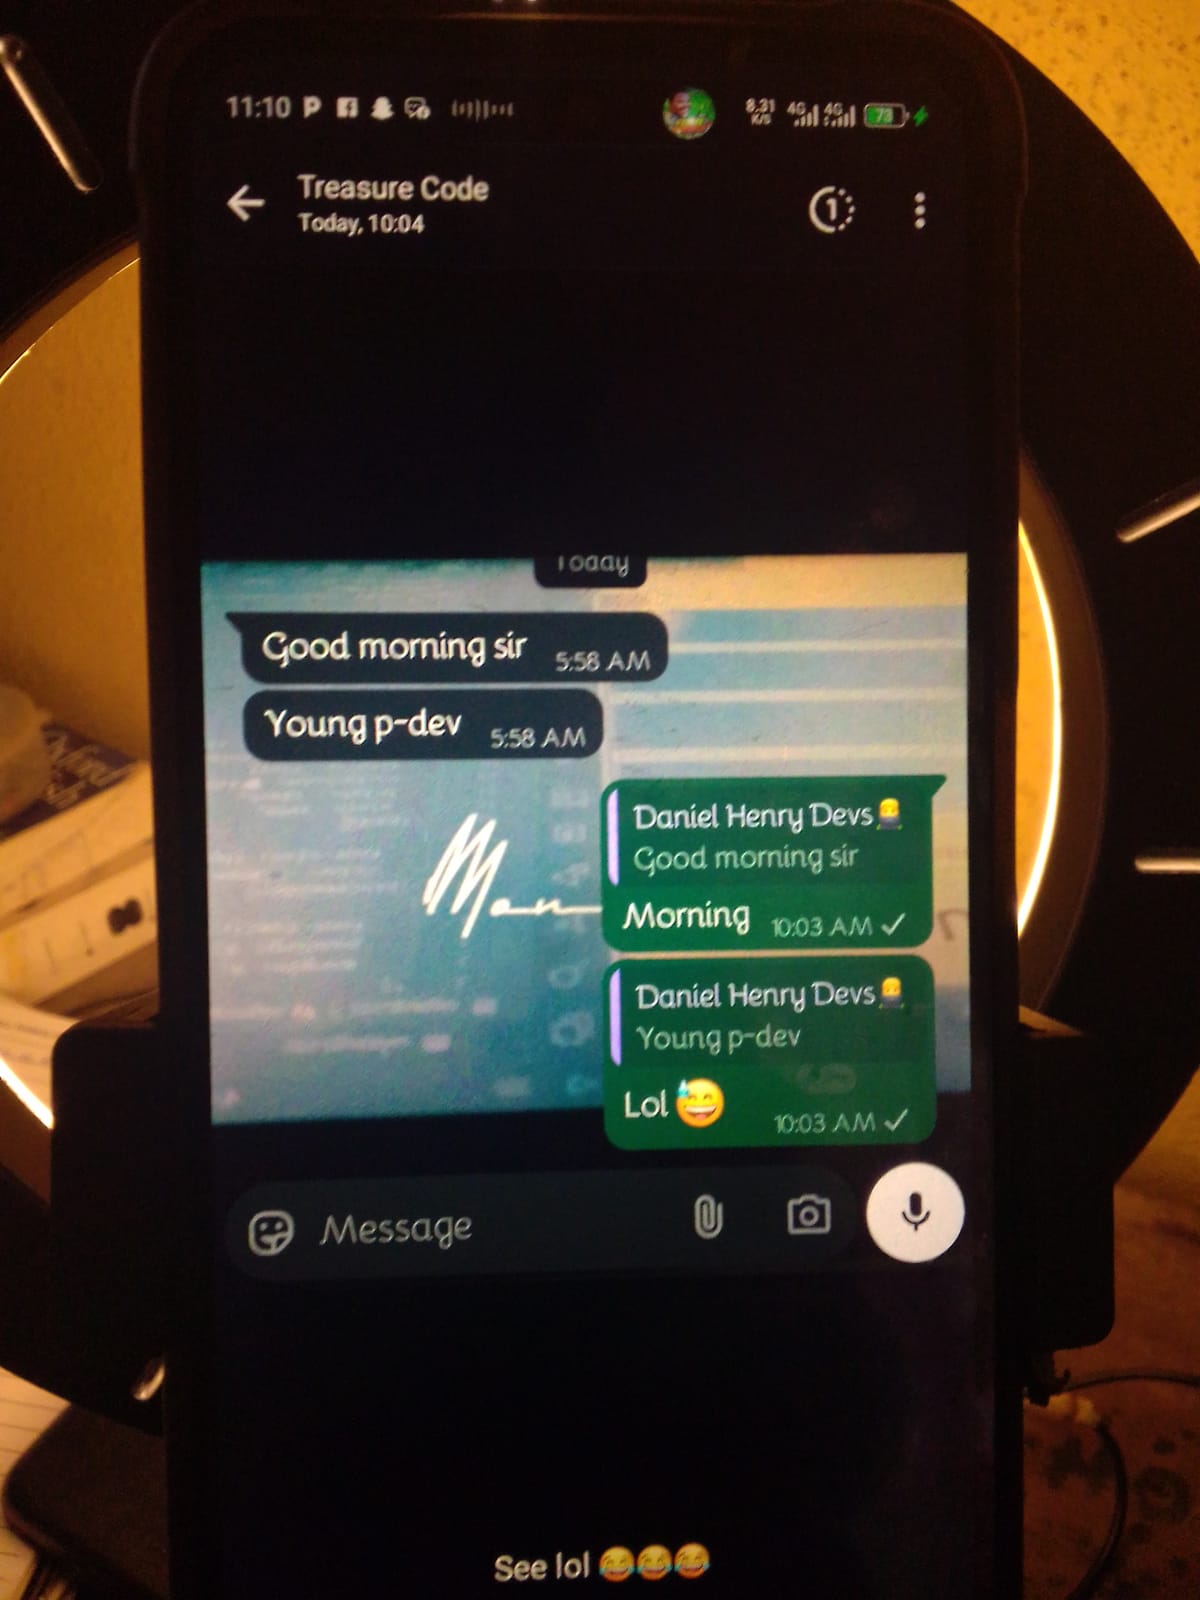 11:10
8.31 K/S 4G 4G 73
Treasure Code
Today, 10:04
1
Today
Good morning sir 5:58 AM
Young p-dev 5:58 AM
Daniel Henry Devs
Good morning sir
Morning 10:03 AM
Daniel Henry Devs
Young p-dev
Lol 😅 10:03 AM
Message
See lol 😂😂😂